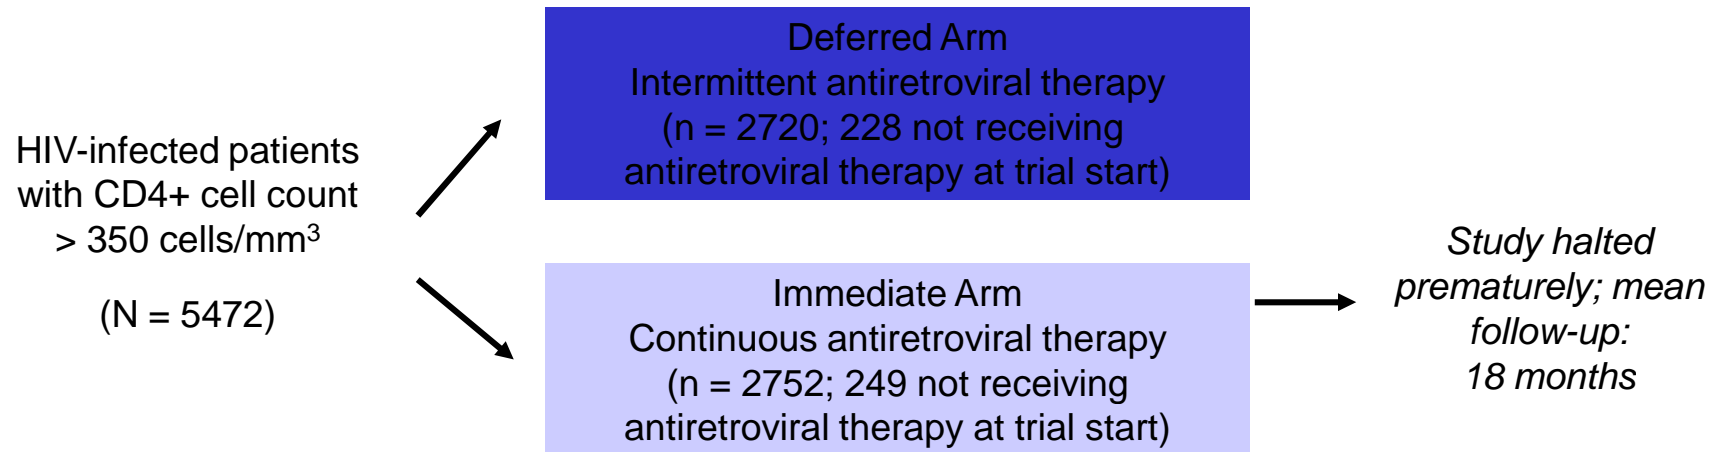 HIV-infected patients
with CD4+ cell count
> 350 cells/mm³
(N = 5472)
Deferred Arm
Intermittent antiretroviral therapy
(n = 2720; 228 not receiving
antiretroviral therapy at trial start)
Immediate Arm
Continuous antiretroviral therapy
(n = 2752; 249 not receiving
antiretroviral therapy at trial start)
Study halted
prematurely; mean
follow-up:
18 months